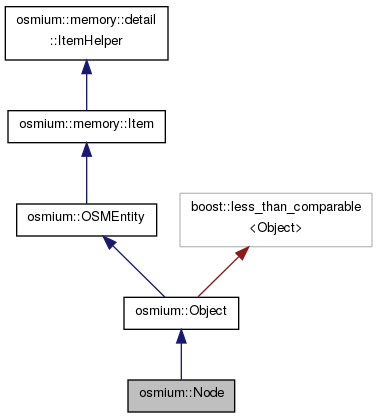 osmium::memory::detail
::ItemHelper
osmium::memory::Item
osmium::OSMEntity
boost::less_than_comparable
<Object>
osmium::Object
osmium::Node